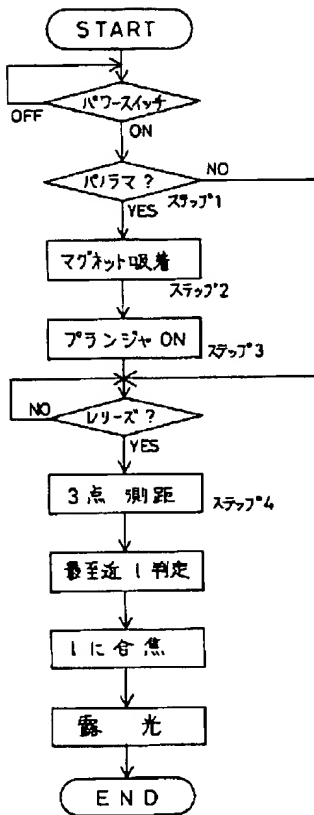 START
パワースイッチ
OFF
ON
パノラマ?
NO
YES
ステップ1
マグネット吸着
ステップ2
プランジャ ON
ステップ3
レリーズ?
NO
YES
3点 測距
ステップ4
最至近 l 判定
lに合焦
露光
END